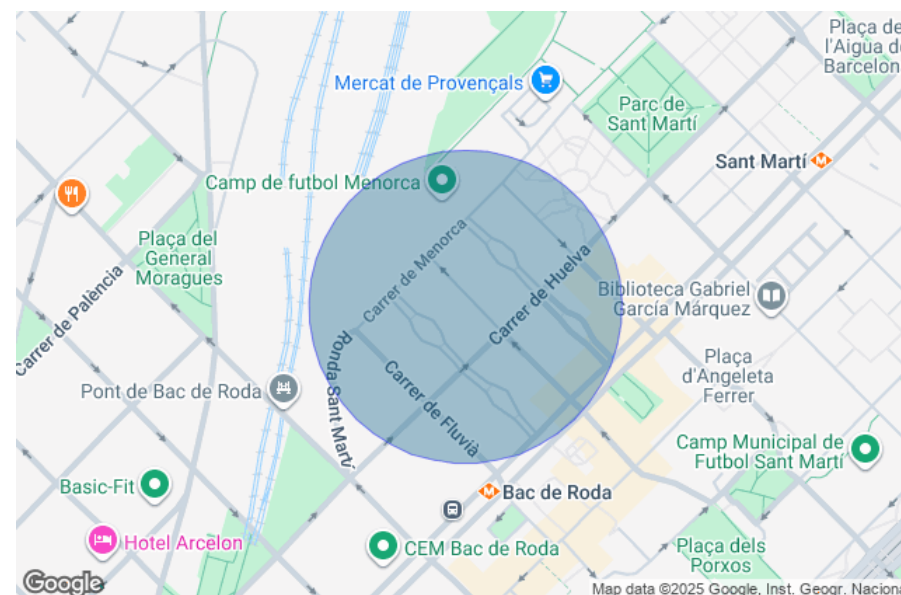 Plaça de
l'Aigua de
Barcelon
Mercat de Provençals
Parc de
Sant Martí
Sant Martí
Camp de futbol Menorca
Plaça del
General
Moragues
Carrer de Menorca
Carrer de Huelva
Biblioteca Gabriel
García Márquez
Carrer de Palència
Ronda Sant Martí
Plaça
d'Angeleta
Ferrer
Pont de Bac de Roda
Carrer de Fluvià
Camp Municipal de
Futbol Sant Martí
Basic-Fit
Bac de Roda
Hotel Arcelon
CEM Bac de Roda
Plaça dels
Porxos
Google
Map data ©2025 Google, Inst. Geogr. Naciona